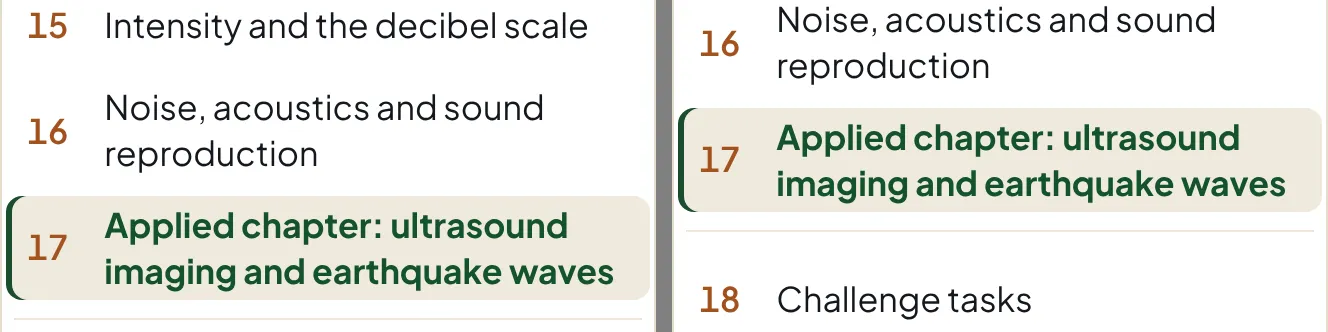 15 Intensity and the decibel scale
16 Noise, acoustics and sound
reproduction
17 Applied chapter: ultrasound
imaging and earthquake waves
16 Noise, acoustics and sound
reproduction
17 Applied chapter: ultrasound
imaging and earthquake waves
18 Challenge tasks